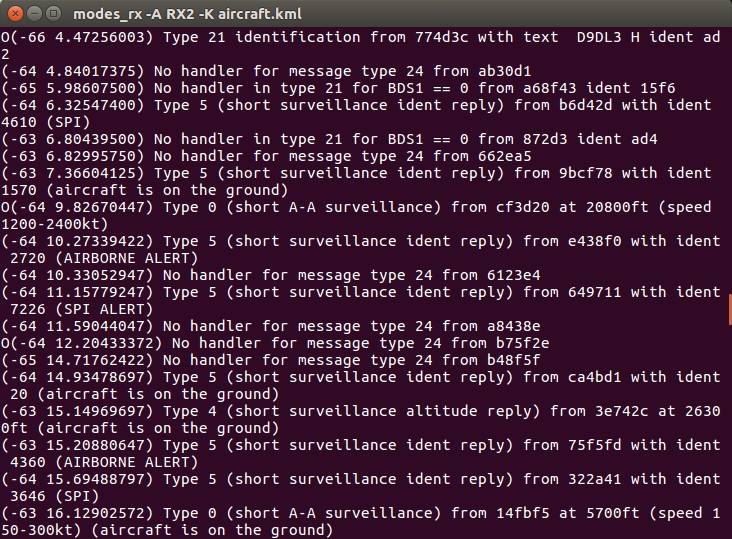 modes_rx -A RX2 -K aircraft.kml
O(-66 4.47256003) Type 21 identification from 774d3c with text  D9DL3 H ident ad
2
(-64 4.84017375) No handler for message type 24 from ab30d1
(-65 5.98607500) No handler in type 21 for BDS1 == 0 from a68f43 ident 15f6
(-64 6.32547400) Type 5 (short surveillance ident reply) from b6d42d with ident
4610 (SPI)
(-63 6.80439500) No handler in type 21 for BDS1 == 0 from 872d3 ident ad4
(-63 6.82995750) No handler for message type 24 from 662ea5
(-63 7.36604125) Type 5 (short surveillance ident reply) from 9bcf78 with ident
1570 (aircraft is on the ground)
O(-64 9.82670447) Type 0 (short A-A surveillance) from cf3d20 at 20800ft (speed
1200-2400kt)
(-64 10.27339422) Type 5 (short surveillance ident reply) from e438f0 with ident
 2720 (AIRBORNE ALERT)
(-64 10.33052947) No handler for message type 24 from 6123e4
(-64 11.15779247) Type 5 (short surveillance ident reply) from 649711 with ident
 7226 (SPI ALERT)
(-64 11.59044047) No handler for message type 24 from a8438e
O(-64 12.20433372) No handler for message type 24 from b75f2e
(-65 14.71762422) No handler for message type 24 from b48f5f
(-64 14.93478697) Type 5 (short surveillance ident reply) from ca4bd1 with ident
 20 (aircraft is on the ground)
(-63 15.14969697) Type 4 (short surveillance altitude reply) from 3e742c at 2630
0ft (aircraft is on the ground)
(-63 15.20880647) Type 5 (short surveillance ident reply) from 75f5fd with ident
 4360 (AIRBORNE ALERT)
(-64 15.69488797) Type 5 (short surveillance ident reply) from 322a41 with ident
 3646 (SPI)
(-63 16.12902572) Type 0 (short A-A surveillance) from 14fbf5 at 5700ft (speed 1
50-300kt) (aircraft is on the ground)